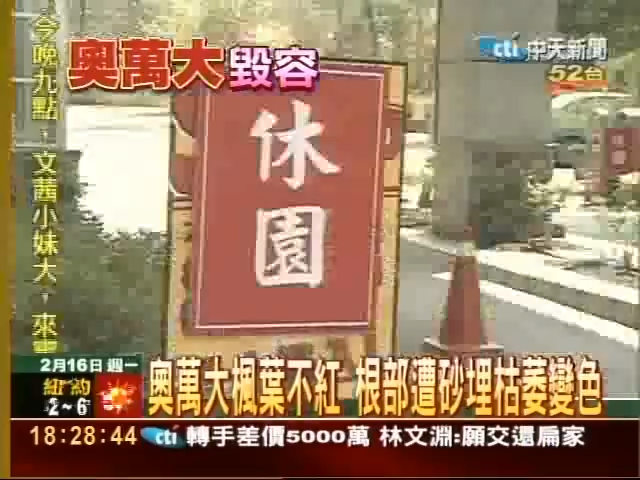 今晚九點，文茜小妹大，來
奧萬大毀容
cti 中天新聞
52台
休園
2月16日 週一
紐約
2~6
奧萬大楓葉不紅 根部遭砂埋枯萎變色
18:28:44 cti 轉手差價5000萬 林文淵:願交還扁家